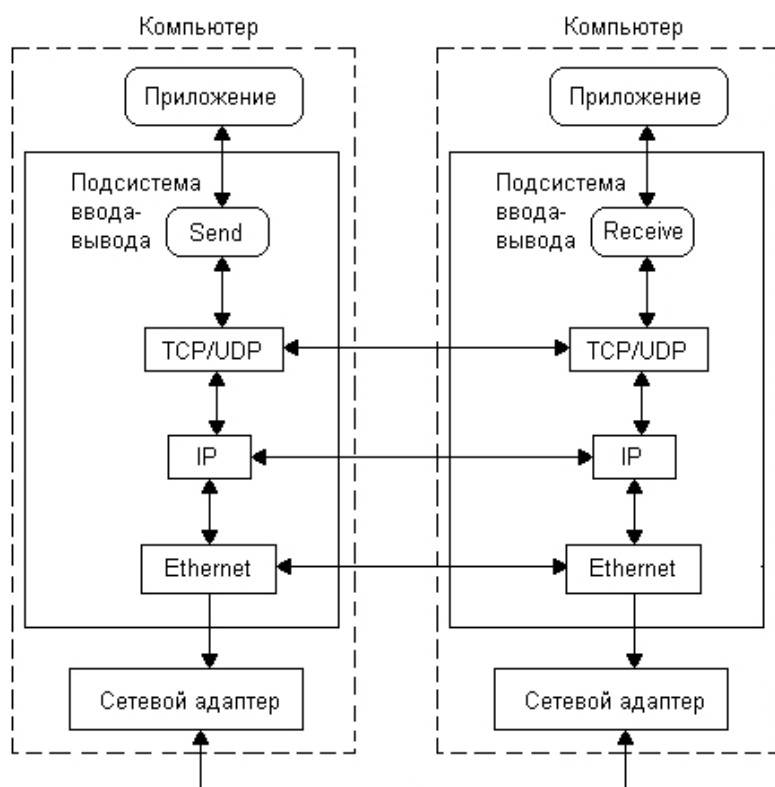 Компьютер
Приложение
Подсистема
ввода-
вывода
Send
TCP/UDP
IP
Ethernet
Сетевой адаптер
Компьютер
Приложение
Подсистема
ввода-
вывода
Receive
TCP/UDP
IP
Ethernet
Сетевой адаптер